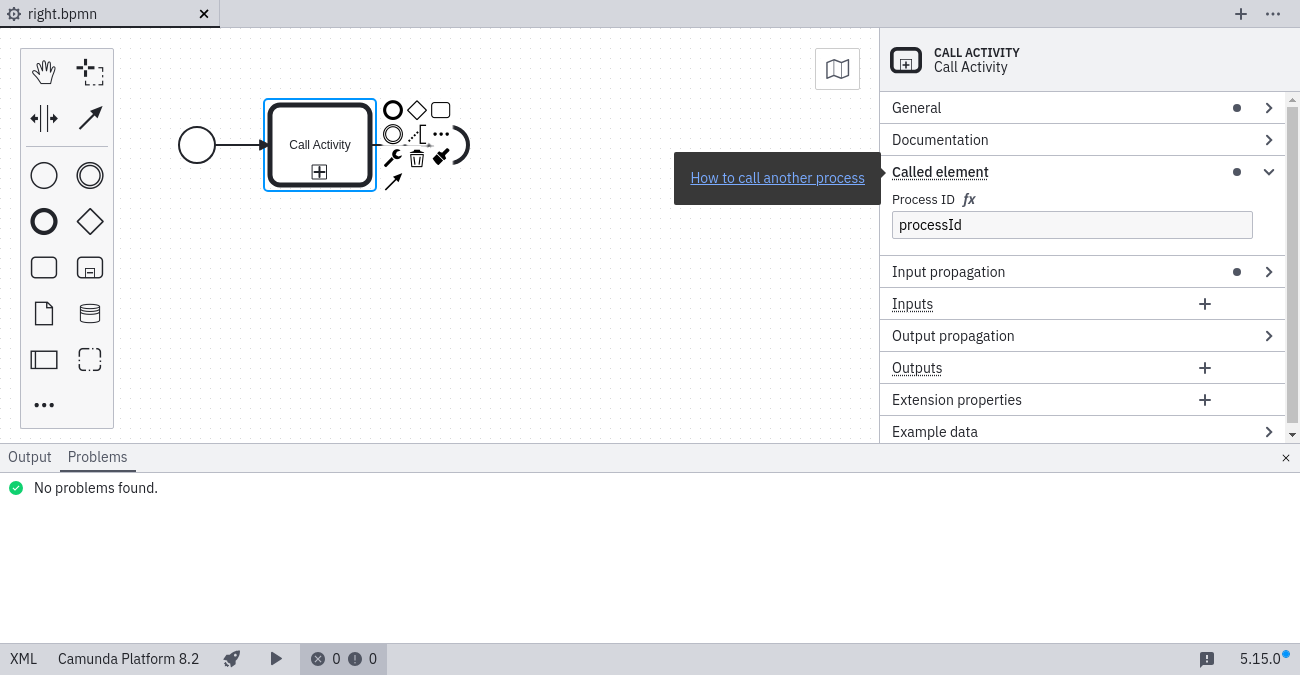 right.bpmn
Call Activity
How to call another process
CALL ACTIVITY
Call Activity
General
Documentation
Called element
Process ID fx
processId
Input propagation
Inputs
Output propagation
Outputs
Extension properties
Example data
Output Problems
No problems found.
XML Camunda Platform 8.2 0 0 5.15.0